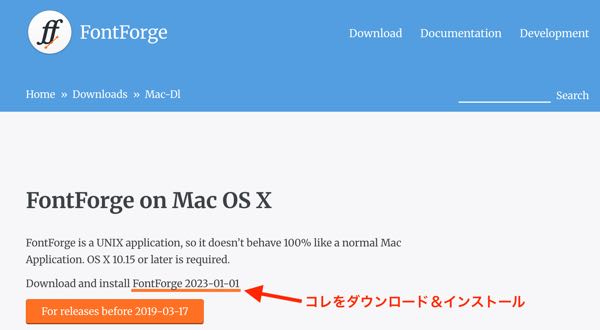 ff FontForge
Download Documentation Development
Home » Downloads » Mac-Dl
Search
FontForge on Mac OS X
FontForge is a UNIX application, so it doesn't behave 100% like a normal Mac
Application. OS X 10.15 or later is required.
Download and install FontForge 2023-01-01
コレをダウンロード＆インストール
For releases before 2019-03-17